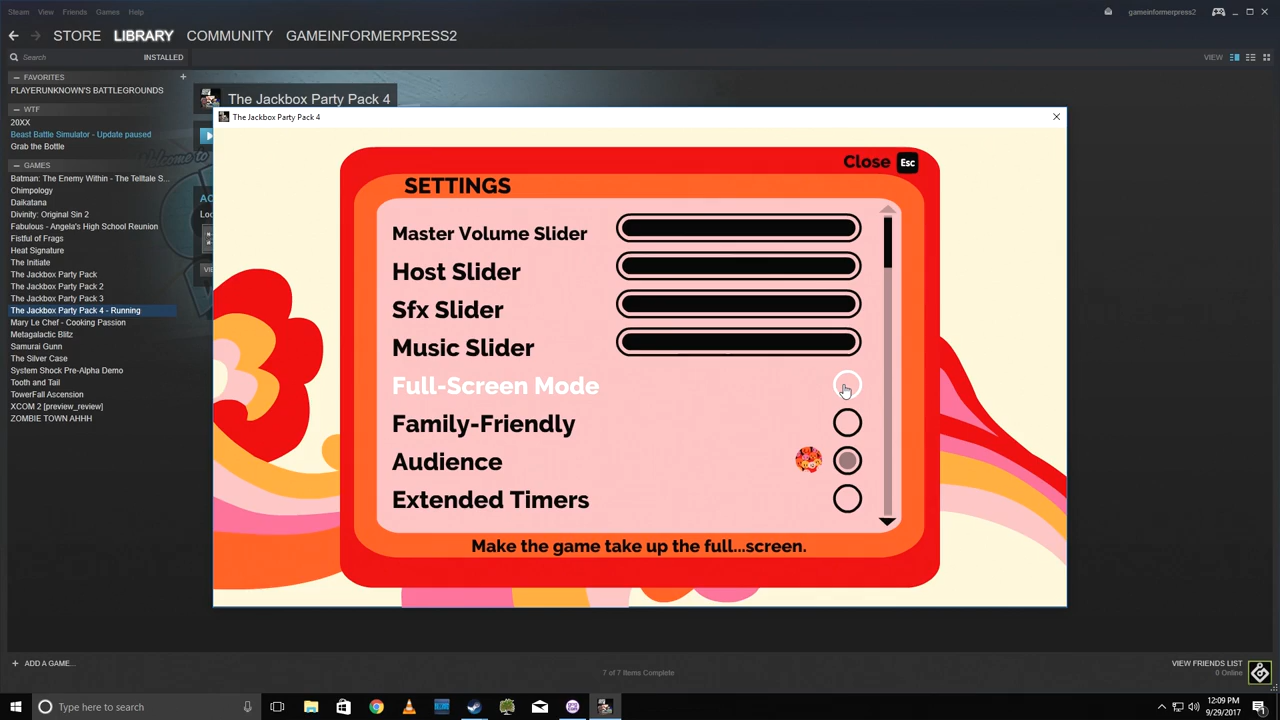 Steam View Friends Games Help
gameinformerpress2
STORE LIBRARY COMMUNITY GAMEINFORMERPRESS2
Search INSTALLED
VIEW
FAVORITES
PLAYERUNKNOWN'S BATTLEGROUNDS
WTF
20XX
Beast Battle Simulator - Update paused
Grab the Bottle
GAMES
Batman: The Enemy Within - The Telltale S...
Chimpology
Daikatana
Divinity: Original Sin 2
Fabulous - Angela's High School Reunion
Fistful of Frags
Heat Signature
The Initiate
The Jackbox Party Pack
The Jackbox Party Pack 2
The Jackbox Party Pack 3
The Jackbox Party Pack 4 - Running
Mary Le Chef - Cooking Passion
Metagalactic Blitz
Samurai Gunn
The Silver Case
System Shock Pre-Alpha Demo
Tooth and Tail
TowerFall Ascension
XCOM 2 [preview_review]
ZOMBIE TOWN AHHH
The Jackbox Party Pack 4
The Jackbox Party Pack 4
Close Esc
SETTINGS
Master Volume Slider
Host Slider
Sfx Slider
Music Slider
Full-Screen Mode
Family-Friendly
Audience
Extended Timers
Make the game take up the full...screen.
+ ADD A GAME...
7 of 7 Items Complete
VIEW FRIENDS LIST
0 Online
Type here to search
12:09 PM
9/29/2017